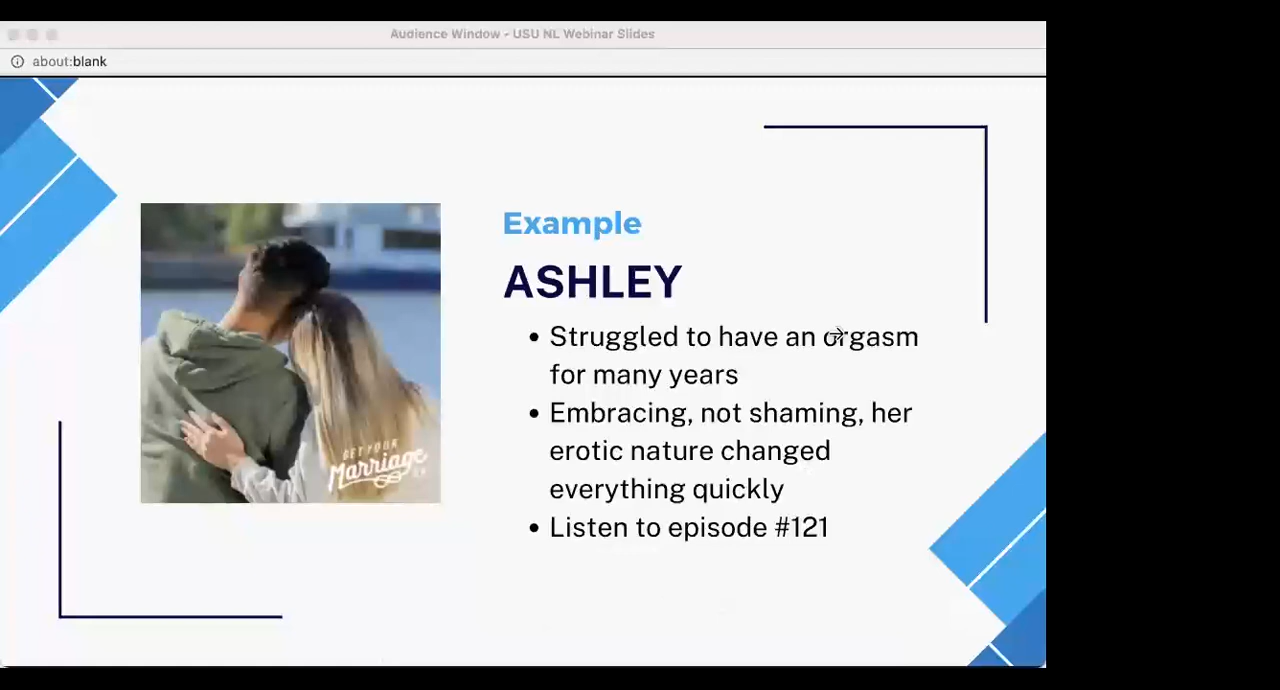 Audience Window - USU NL Webinar Slides
about:blank
Example
ASHLEY
• Struggled to have an orgasm
for many years
• Embracing, not shaming, her
erotic nature changed
everything quickly
• Listen to episode #121
GET YOUR
Marriage
ON